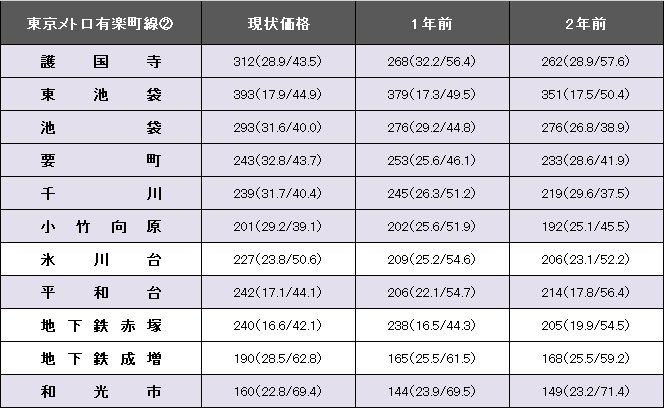 東京メトロ有楽町線② 現状価格 1年前 2年前
護国寺 312(28.9/43.5) 268(32.2/56.4) 262(28.9/57.6)
東池袋 393(17.9/44.9) 379(17.3/49.5) 351(17.5/50.4)
池袋 293(31.6/40.0) 276(29.2/44.8) 276(26.8/38.9)
要町 243(32.8/43.7) 253(25.6/46.1) 233(28.6/41.9)
千川 239(31.7/40.4) 245(26.3/51.2) 219(29.6/37.5)
小竹向原 201(29.2/39.1) 202(25.6/51.9) 192(25.1/45.5)
氷川台 227(23.8/50.6) 209(25.2/54.6) 206(23.1/52.2)
平和台 242(17.1/44.1) 206(22.1/54.7) 214(17.8/56.4)
地下鉄赤塚 240(16.6/42.1) 238(16.5/44.3) 205(19.9/54.5)
地下鉄成増 190(28.5/62.8) 165(25.5/61.5) 168(25.5/59.2)
和光市 160(22.8/69.4) 144(23.9/69.5) 149(23.2/71.4)